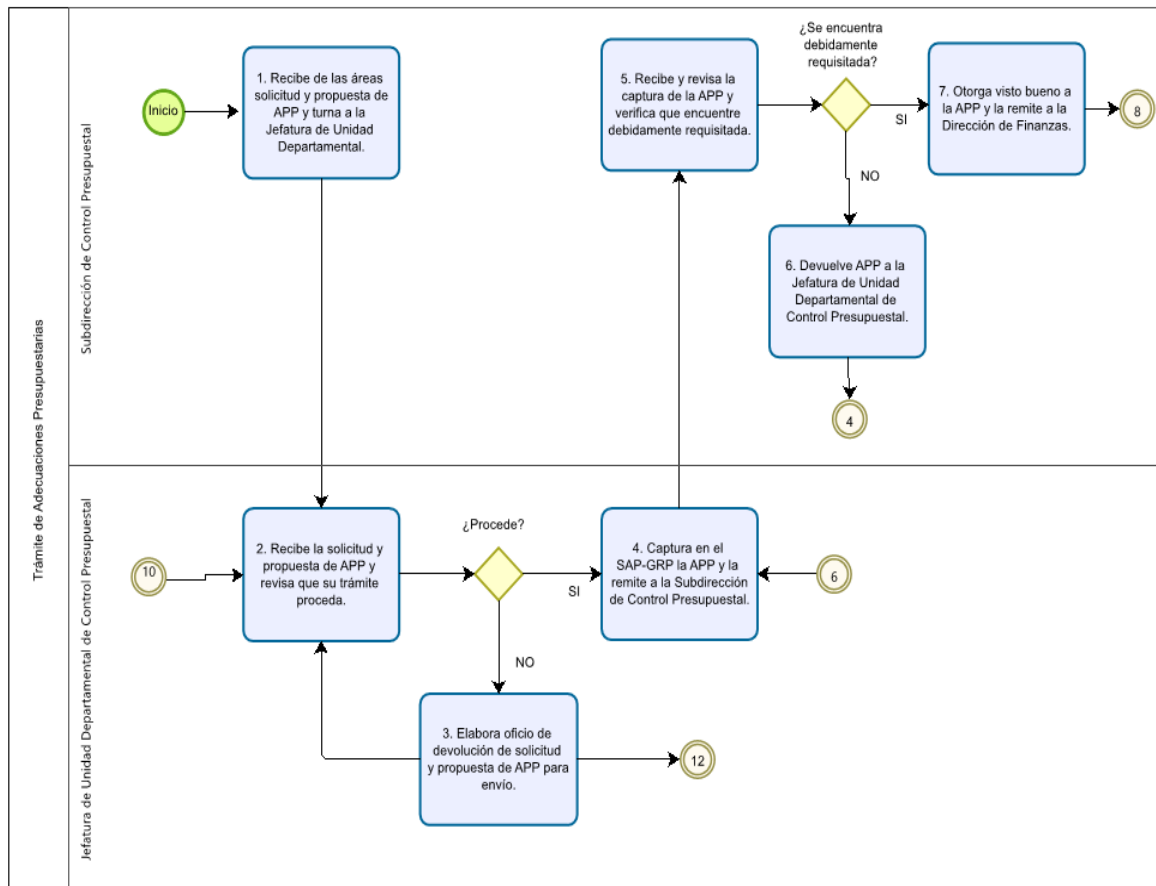 Trámite de Adecuaciones Presupuestarias
Subdirección de Control Presupuestal
Inicio
1. Recibe de las áreas
solicitud y propuesta de
APP y turna a la
Jefatura de Unidad
Departamental.
5. Recibe y revisa la
captura de la APP y
verifica que encuentre
debidamente requisitada.
¿Se encuentra
debidamente
requisitada?
SI
NO
7. Otorga visto bueno a
la APP y la remite a la
Dirección de Finanzas.
8
6. Devuelve APP a la
Jefatura de Unidad
Departamental de
Control Presupuestal.
4
Jefatura de Unidad Departamental de Control Presupuestal
10
2. Recibe la solicitud y
propuesta de APP y
revisa que su trámite
proceda.
¿Procede?
SI
NO
4. Captura en el
SAP-GRP la APP y la
remite a la Subdirección
de Control Presupuestal.
6
3. Elabora oficio de
devolución de solicitud
y propuesta de APP para
envío.
12